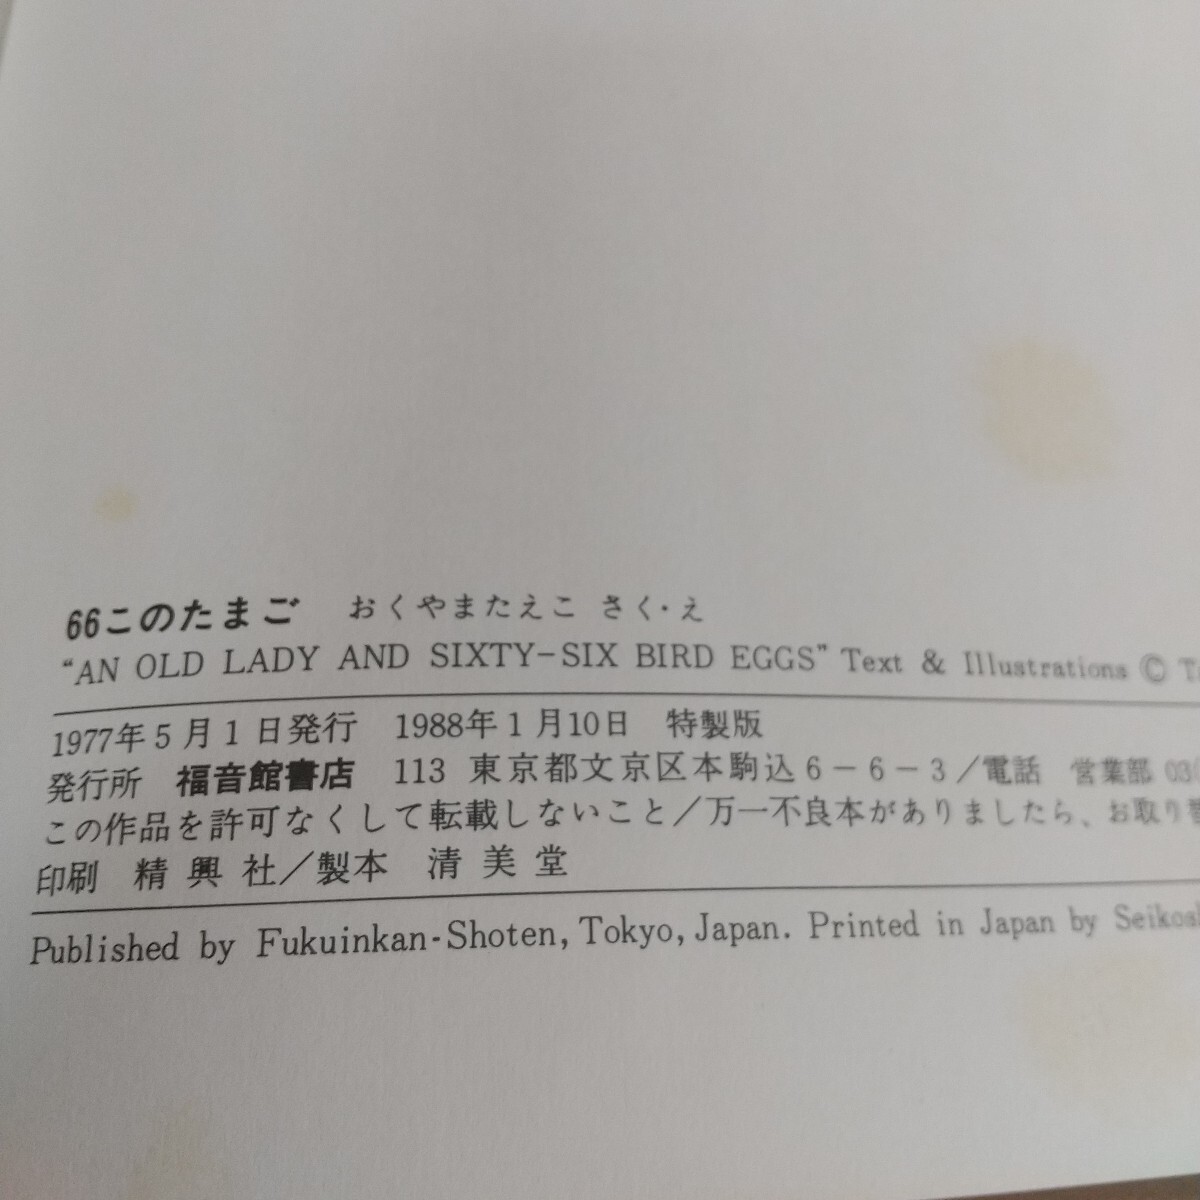 66このたまご　おくやまたえこ さく・え
“AN OLD LADY AND SIXTY-SIX BIRD EGGS” Text & Illustrations ©
1977年5月1日発行　1988年1月10日　特製版
発行所　福音館書店　113 東京都文京区本駒込6-6-3／電話　営業部 03
この作品を許可なくして転載しないこと／万一不良本がありましたら、お取り替
印刷　精興社／製本　清美堂
Published by Fukuinkan-Shoten, Tokyo, Japan. Printed in Japan by